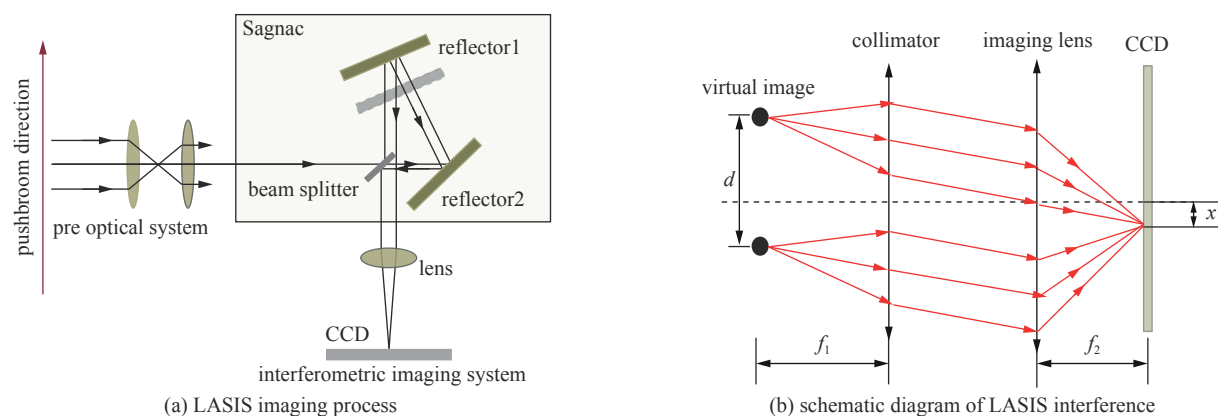 Sagnac
reflector1
pushbroom direction
beam splitter
reflector2
pre optical system
lens
CCD
interferometric imaging system
(a) LASIS imaging process
collimator
imaging lens
CCD
virtual image
d
x
f₁
f₂
(b) schematic diagram of LASIS interference